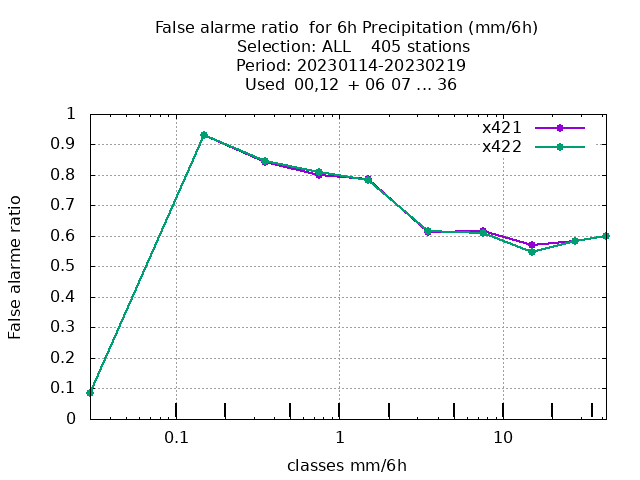 False alarme ratio  for 6h Precipitation (mm/6h)
Selection: ALL    405 stations
Period: 20230114-20230219
Used  00,12  + 06 07 ... 36
x421
x422
1
0.9
0.8
0.7
0.6
0.5
0.4
0.3
0.2
0.1
0
False alarme ratio
0.1 1 10
classes mm/6h